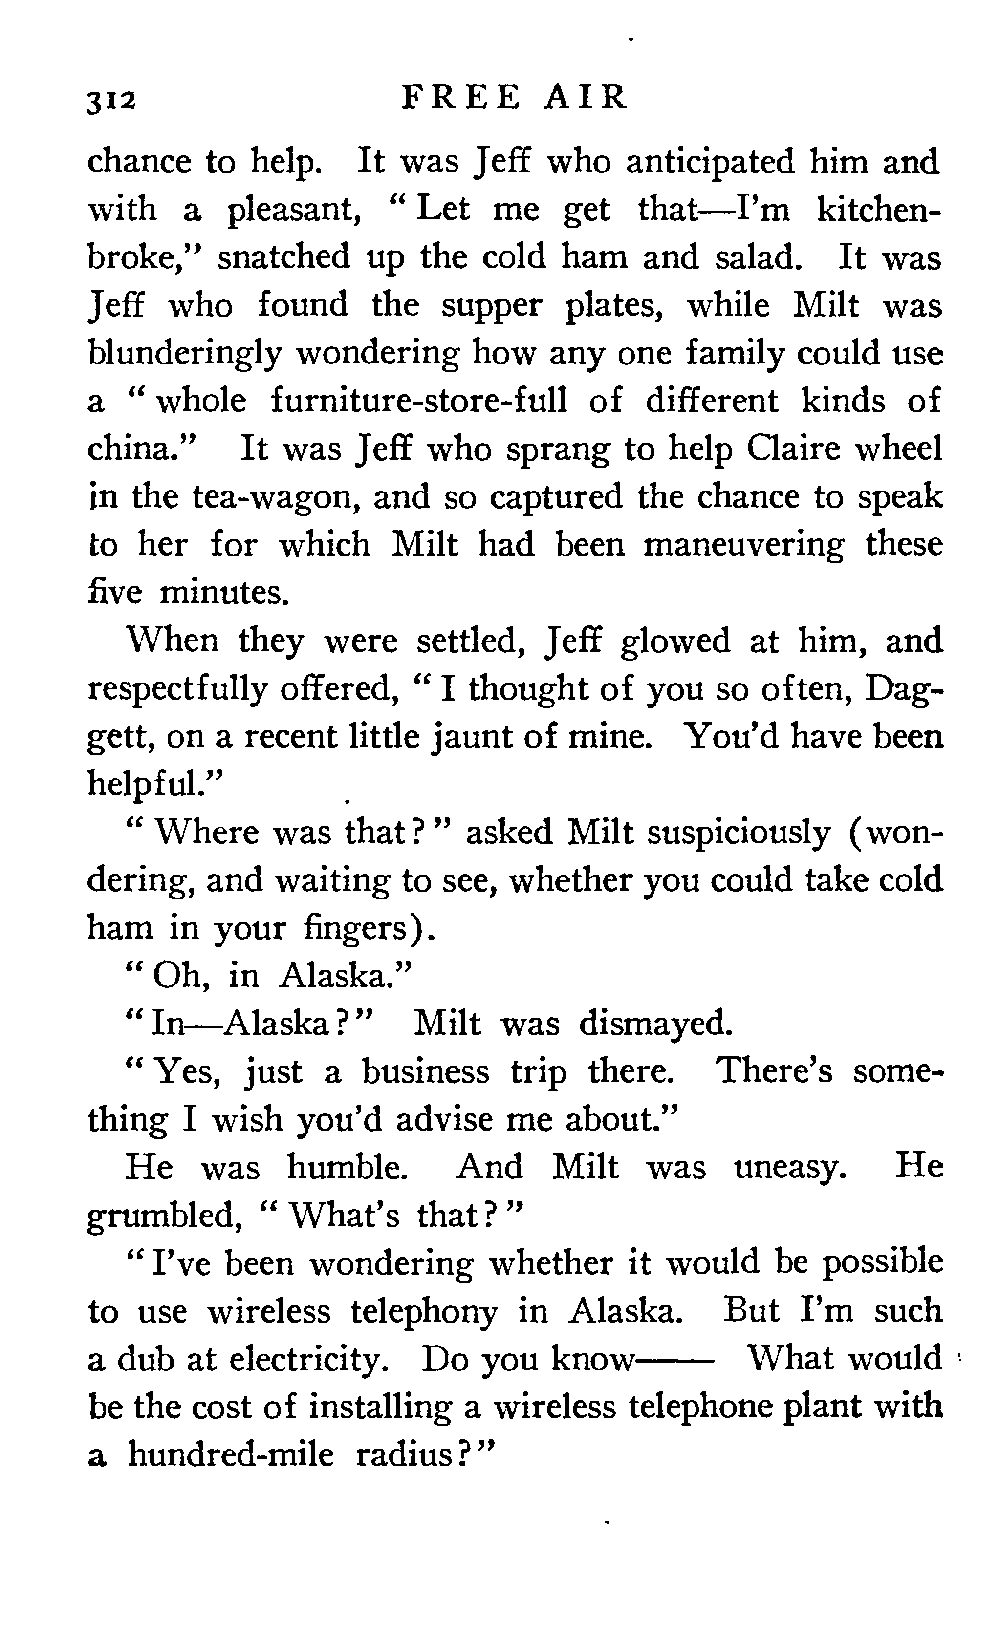 312 FREE AIR
chance to help. It was Jeff who anticipated him and
with a pleasant, “ Let me get that—I’m kitchen-
broke,” snatched up the cold ham and salad. It was
Jeff who found the supper plates, while Milt was
blunderingly wondering how any one family could use
a “ whole furniture-store-full of different kinds of
china.” It was Jeff who sprang to help Claire wheel
in the tea-wagon, and so captured the chance to speak
to her for which Milt had been maneuvering these
five minutes.
When they were settled, Jeff glowed at him, and
respectfully offered, “ I thought of you so often, Dag-
gett, on a recent little jaunt of mine. You’d have been
helpful.”
“ Where was that? ” asked Milt suspiciously (won-
dering, and waiting to see, whether you could take cold
ham in your fingers).
“ Oh, in Alaska.”
“ In—Alaska? ” Milt was dismayed.
“ Yes, just a business trip there. There’s some-
thing I wish you’d advise me about.”
He was humble. And Milt was uneasy. He
grumbled, “ What’s that? ”
“ I’ve been wondering whether it would be possible
to use wireless telephony in Alaska. But I’m such
a dub at electricity. Do you know—— What would
be the cost of installing a wireless telephone plant with
a hundred-mile radius? ”